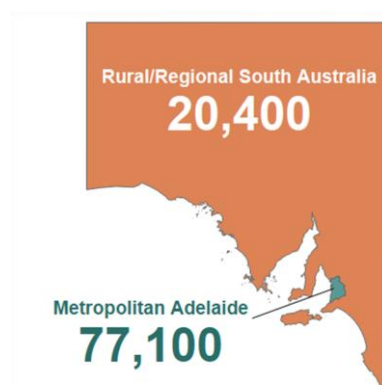 Rural/Regional South Australia
20,400
Metropolitan Adelaide
77,100